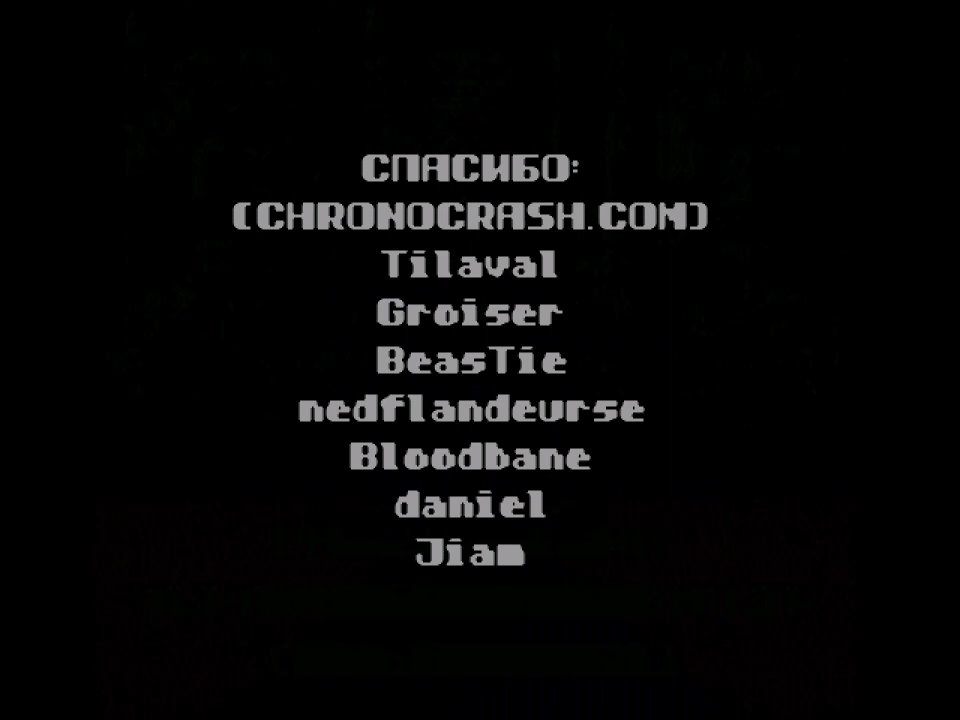 СПАСИБО:
(CHRONOCRASH.COM)
Tilaval
Groiser
BeasTie
nedflandeurse
Bloodbane
daniel
Jiam